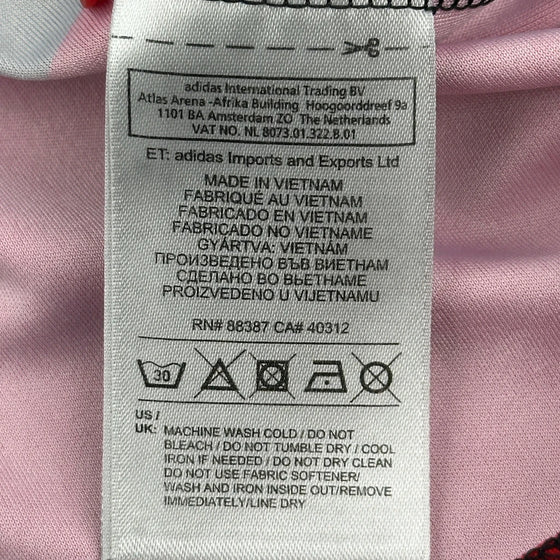 adidas International Trading BV
Atlas Arena -Afrika Building Hoogoorddreef 9a
1101 BA Amsterdam ZO The Netherlands
VAT NO. NL 8073.01.322.B.01
ET: adidas Imports and Exports Ltd
MADE IN VIETNAM
FABRIQUÉ AU VIETNAM
FABRICADO EN VIETNAM
FABRICADO NO VIETNAME
GYÁRTVA: VIETNÁM
ПРОИЗВЕДЕНО ВЪВ ВИЕТНАМ
СДЕЛАНО ВО ВЬЕТНАМЕ
PROIZVEDENO U VIJETNAMU
RN# 88387 CA# 40312
30
US /
UK: MACHINE WASH COLD / DO NOT
BLEACH / DO NOT TUMBLE DRY / COOL
IRON IF NEEDED / DO NOT DRY CLEAN
DO NOT USE FABRIC SOFTENER/
WASH AND IRON INSIDE OUT/REMOVE
IMMEDIATELY/LINE DRY